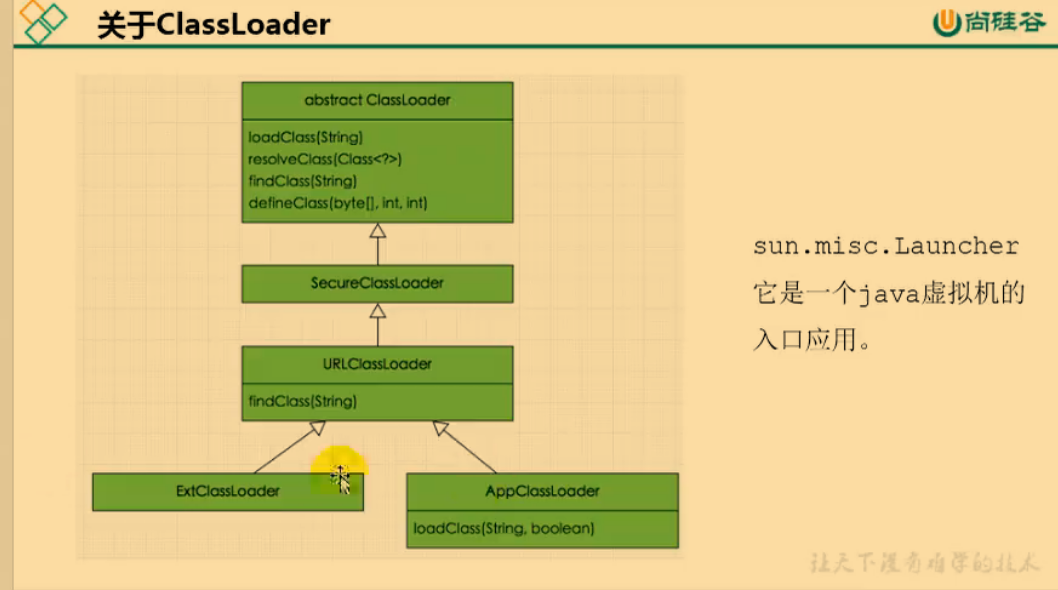 关于ClassLoader
尚硅谷
abstract ClassLoader
loadClass(String)
resolveClass(Class<?>)
findClass(String)
defineClass(byte[], int, int)
SecureClassLoader
URLClassLoader
findClass(String)
ExtClassLoader
AppClassLoader
loadClass(String, boolean)
sun.misc.Launcher
它是一个java虚拟机的
入口应用。
让天下没有难学的技术